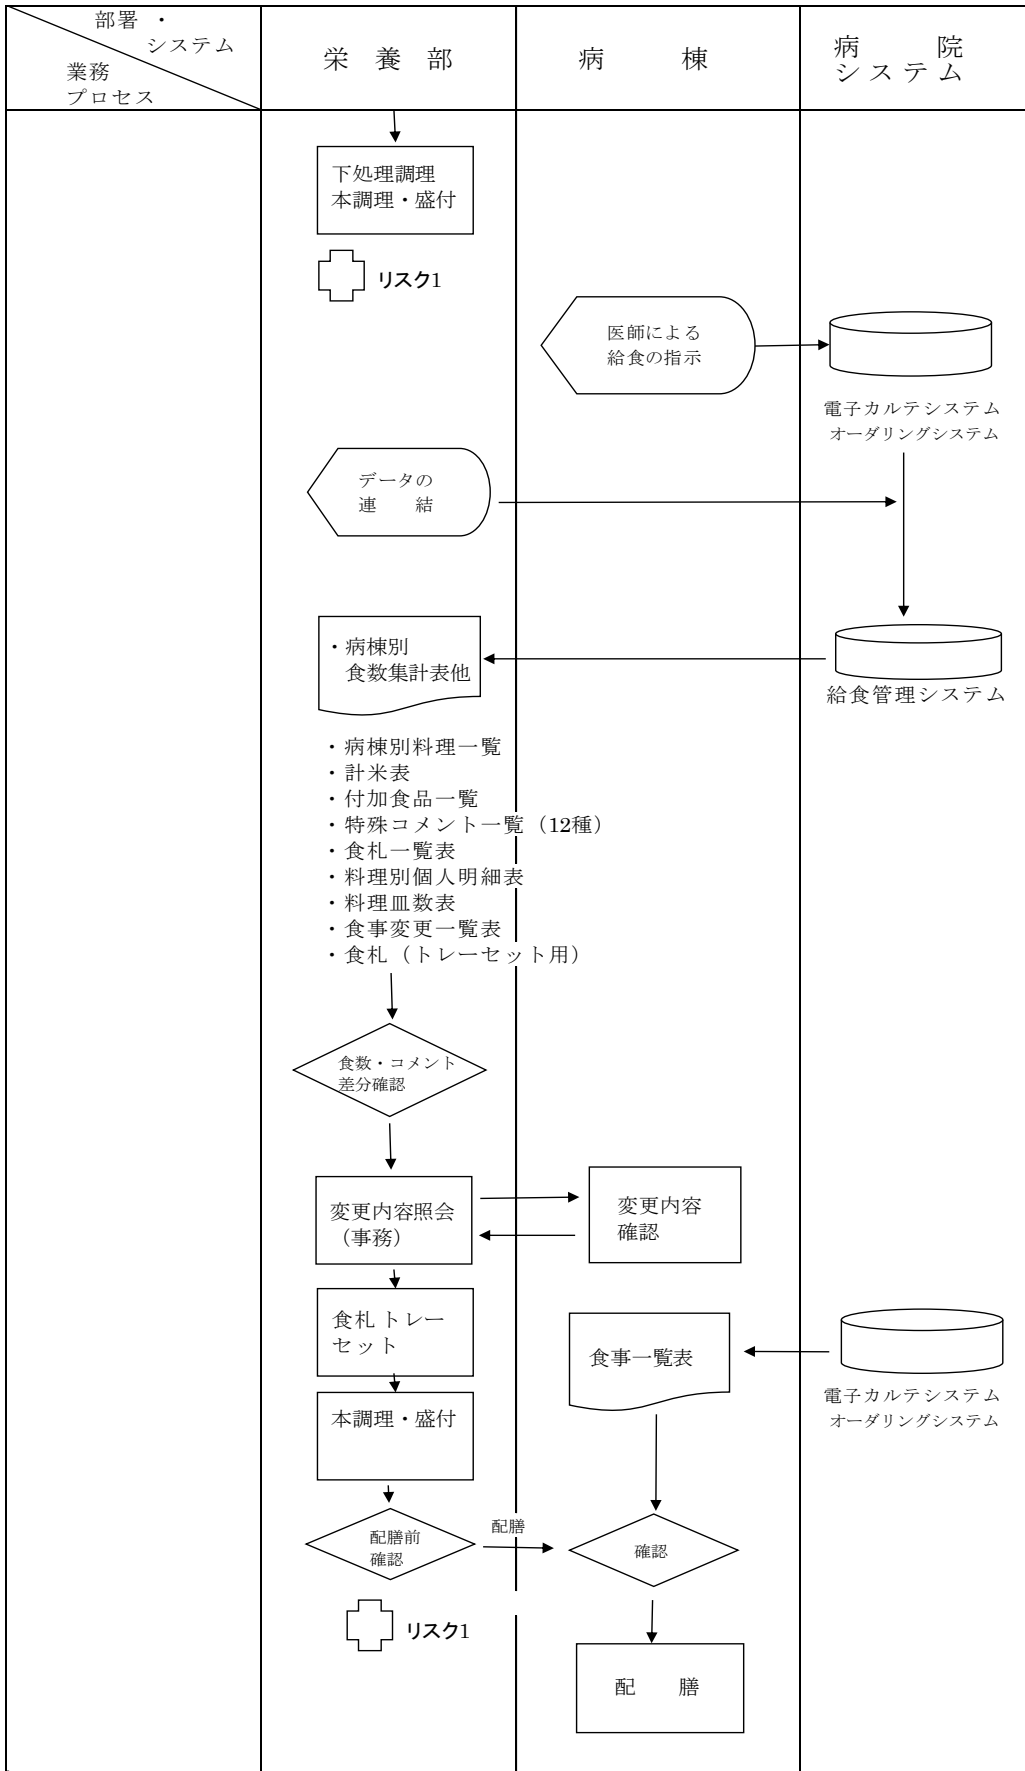 部署 ・
システム
業務
プロセス
栄 養 部
病 棟
病 院
システム
下処理調理
本調理・盛付
リスク1
医師による
給食の指示
電子カルテシステム
オーダリングシステム
データの
連 結
・病棟別
食数集計表他
給食管理システム
・病棟別料理一覧
・計米表
・付加食品一覧
・特殊コメント一覧（12種）
・食札一覧表
・料理別個人明細表
・料理皿数表
・食事変更一覧表
・食札（トレーセット用）
食数・コメント
差分確認
変更内容照会
（事務）
変更内容
確認
食札 トレー
セット
食事一覧表
電子カルテシステム
オーダリングシステム
本調理・盛付
配膳前
確認
配膳
確認
リスク1
配 膳